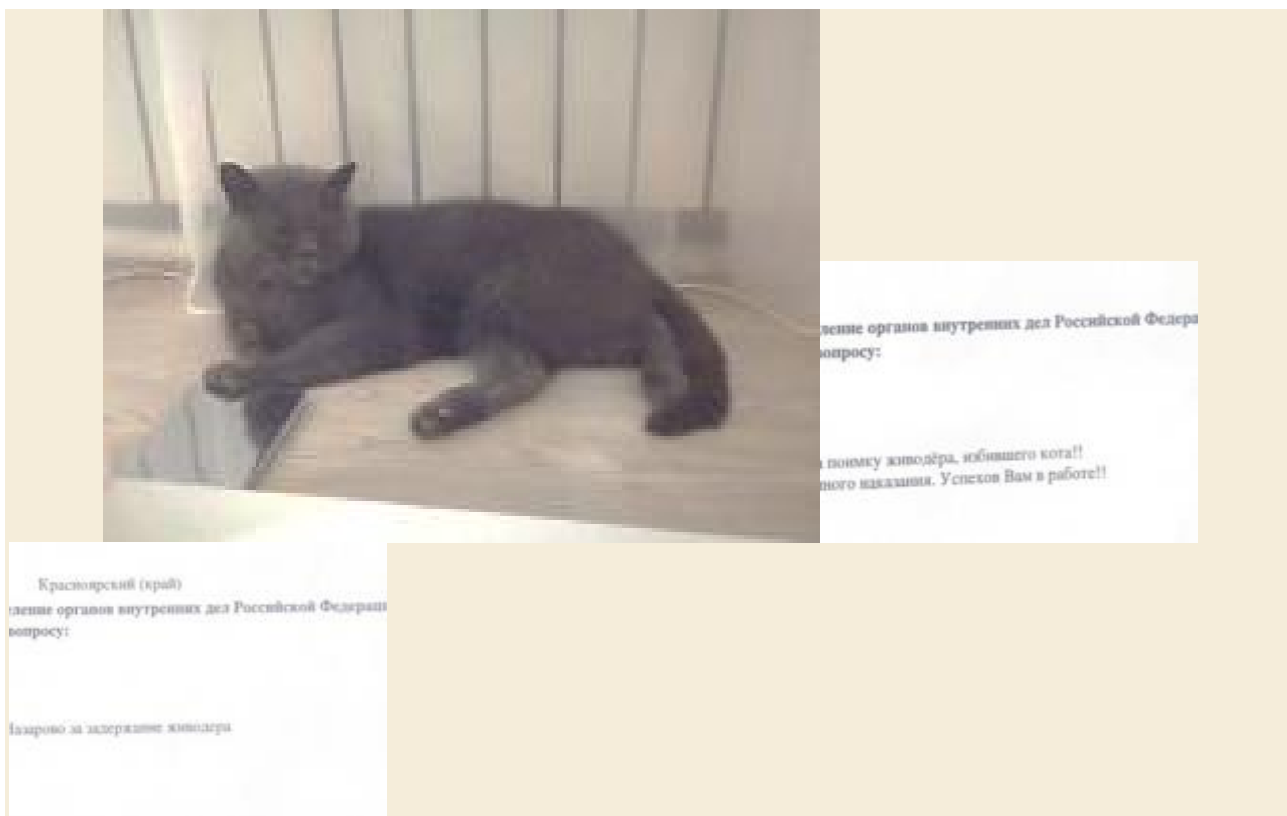 ление органов внутренних дел Российской Федера
вопросу:
поимку живодёра, избившего кота!!
ного наказания. Успехов Вам в работе!!
Красноярский (край)
ление органов внутренних дел Российской Федераци
вопросу:
Назарово за задержание живодера